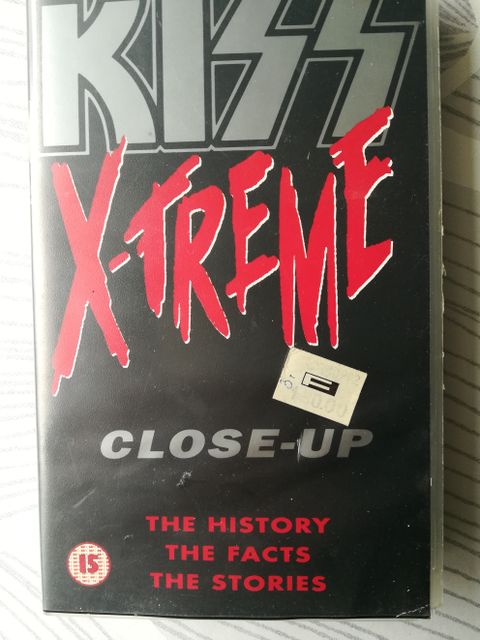 KISS
X-TREME
CLOSE-UP
THE HISTORY
THE FACTS
THE STORIES
15